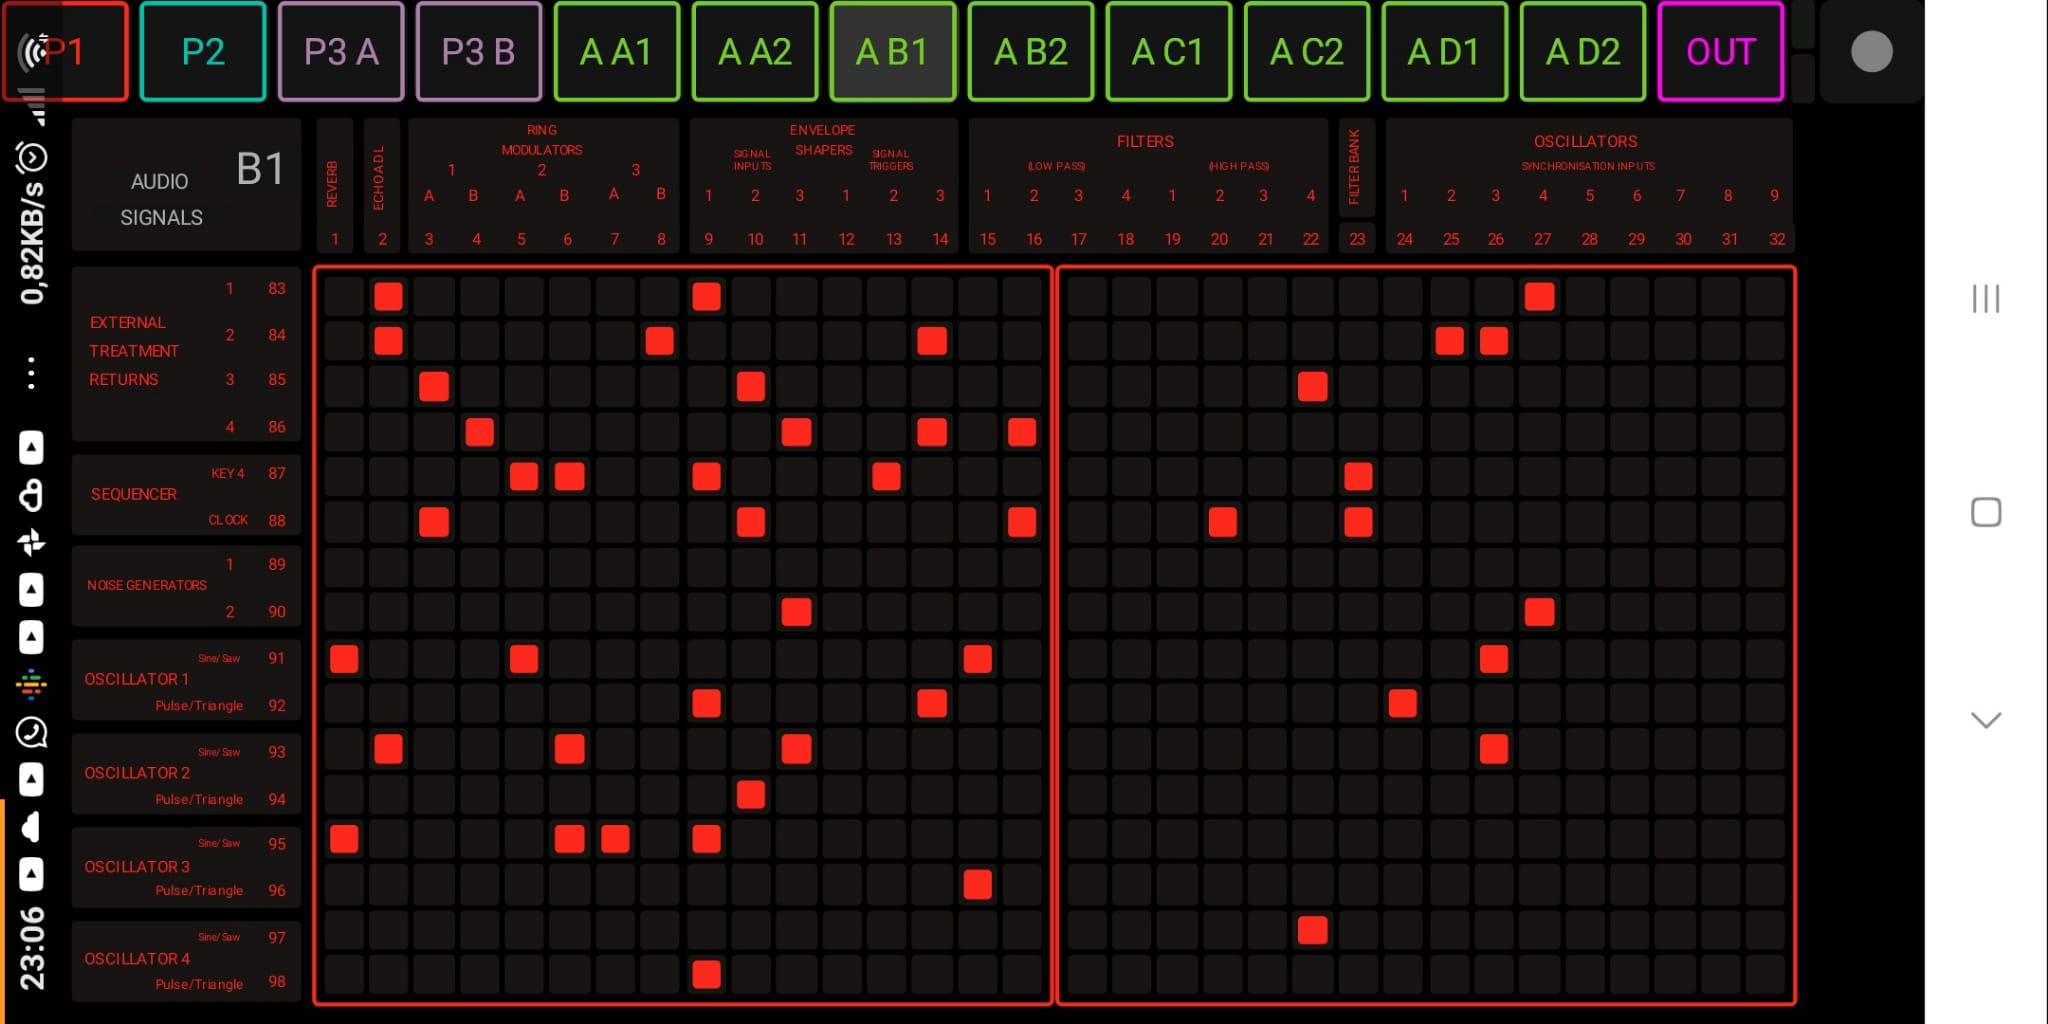 P1 P2 P3 A P3 B A A1 A A2 A B1 A B2 A C1 A C2 A D1 A D2 OUT
0,82KB/s
23:06
AUDIO
SIGNALS
B1
REVERB
1
ECHO A D L
2
RING
MODULATORS
1 2 3
A B A B A B
3 4 5 6 7 8
ENVELOPE
SHAPERS
SIGNAL
INPUTS
SIGNAL
TRIGGERS
1 2 3 1 2 3
9 10 11 12 13 14
FILTERS
(LOW PASS) (HIGH PASS)
1 2 3 4 1 2 3 4
15 16 17 18 19 20 21 22
FILTER BANK
23
OSCILLATORS
SYNCHRONISATION INPUTS
1 2 3 4 5 6 7 8 9
24 25 26 27 28 29 30 31 32
EXTERNAL
TREATMENT
RETURNS
1 83
2 84
3 85
4 86
SEQUENCER
KEY 4 87
CLOCK 88
NOISE GENERATORS
1 89
2 90
OSCILLATOR 1
Sine/Saw 91
Pulse/Triangle 92
OSCILLATOR 2
Sine/Saw 93
Pulse/Triangle 94
OSCILLATOR 3
Sine/Saw 95
Pulse/Triangle 96
OSCILLATOR 4
Sine/Saw 97
Pulse/Triangle 98